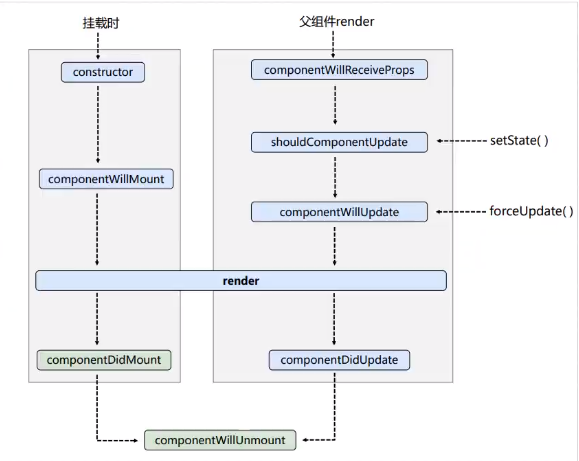 挂载时
父组件render
constructor
componentWillReceiveProps
shouldComponentUpdate
setState( )
componentWillMount
componentWillUpdate
forceUpdate( )
render
componentDidMount
componentDidUpdate
componentWillUnmount